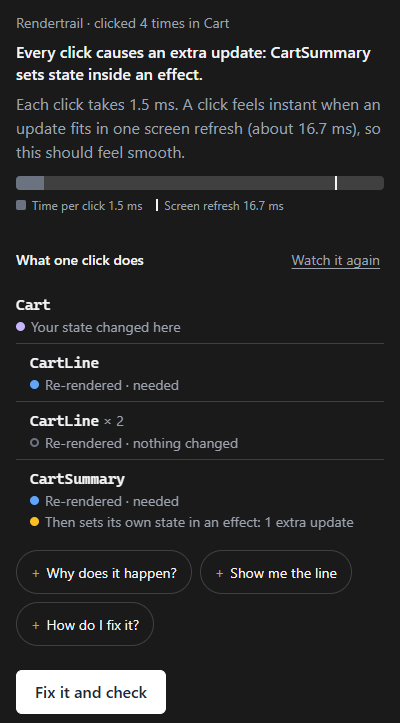 Rendertrail · clicked 4 times in Cart
Every click causes an extra update: CartSummary
sets state inside an effect.
Each click takes 1.5 ms. A click feels instant when an
update fits in one screen refresh (about 16.7 ms), so
this should feel smooth.
Time per click 1.5 ms Screen refresh 16.7 ms
What one click does Watch it again
Cart
Your state changed here
CartLine
Re-rendered · needed
CartLine × 2
Re-rendered · nothing changed
CartSummary
Re-rendered · needed
Then sets its own state in an effect: 1 extra update
+ Why does it happen? + Show me the line
+ How do I fix it?
Fix it and check